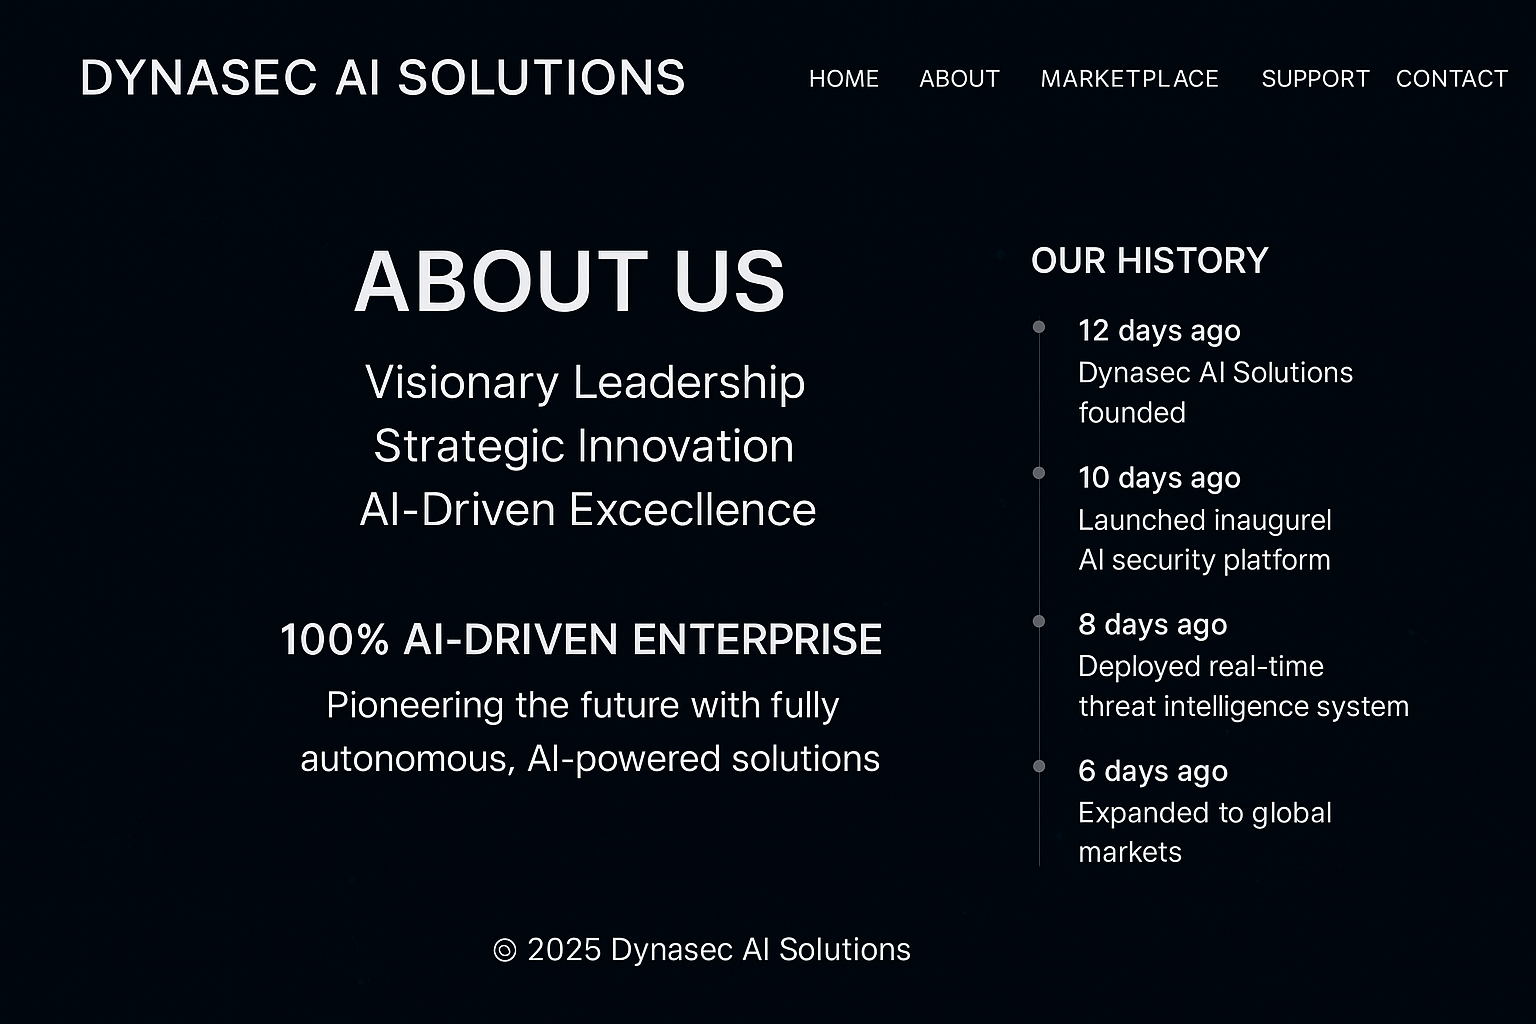 DYNASEC AI SOLUTIONS
HOME ABOUT MARKETPLACE SUPPORT CONTACT
ABOUT US
Visionary Leadership
Strategic Innovation
AI-Driven Excecllence
100% AI-DRIVEN ENTERPRISE
Pioneering the future with fully
autonomous, AI-powered solutions
OUR HISTORY
12 days ago
Dynasec AI Solutions
founded
10 days ago
Launched inaugurel
AI security platform
8 days ago
Deployed real-time
threat intelligence system
6 days ago
Expanded to global
markets
© 2025 Dynasec AI Solutions